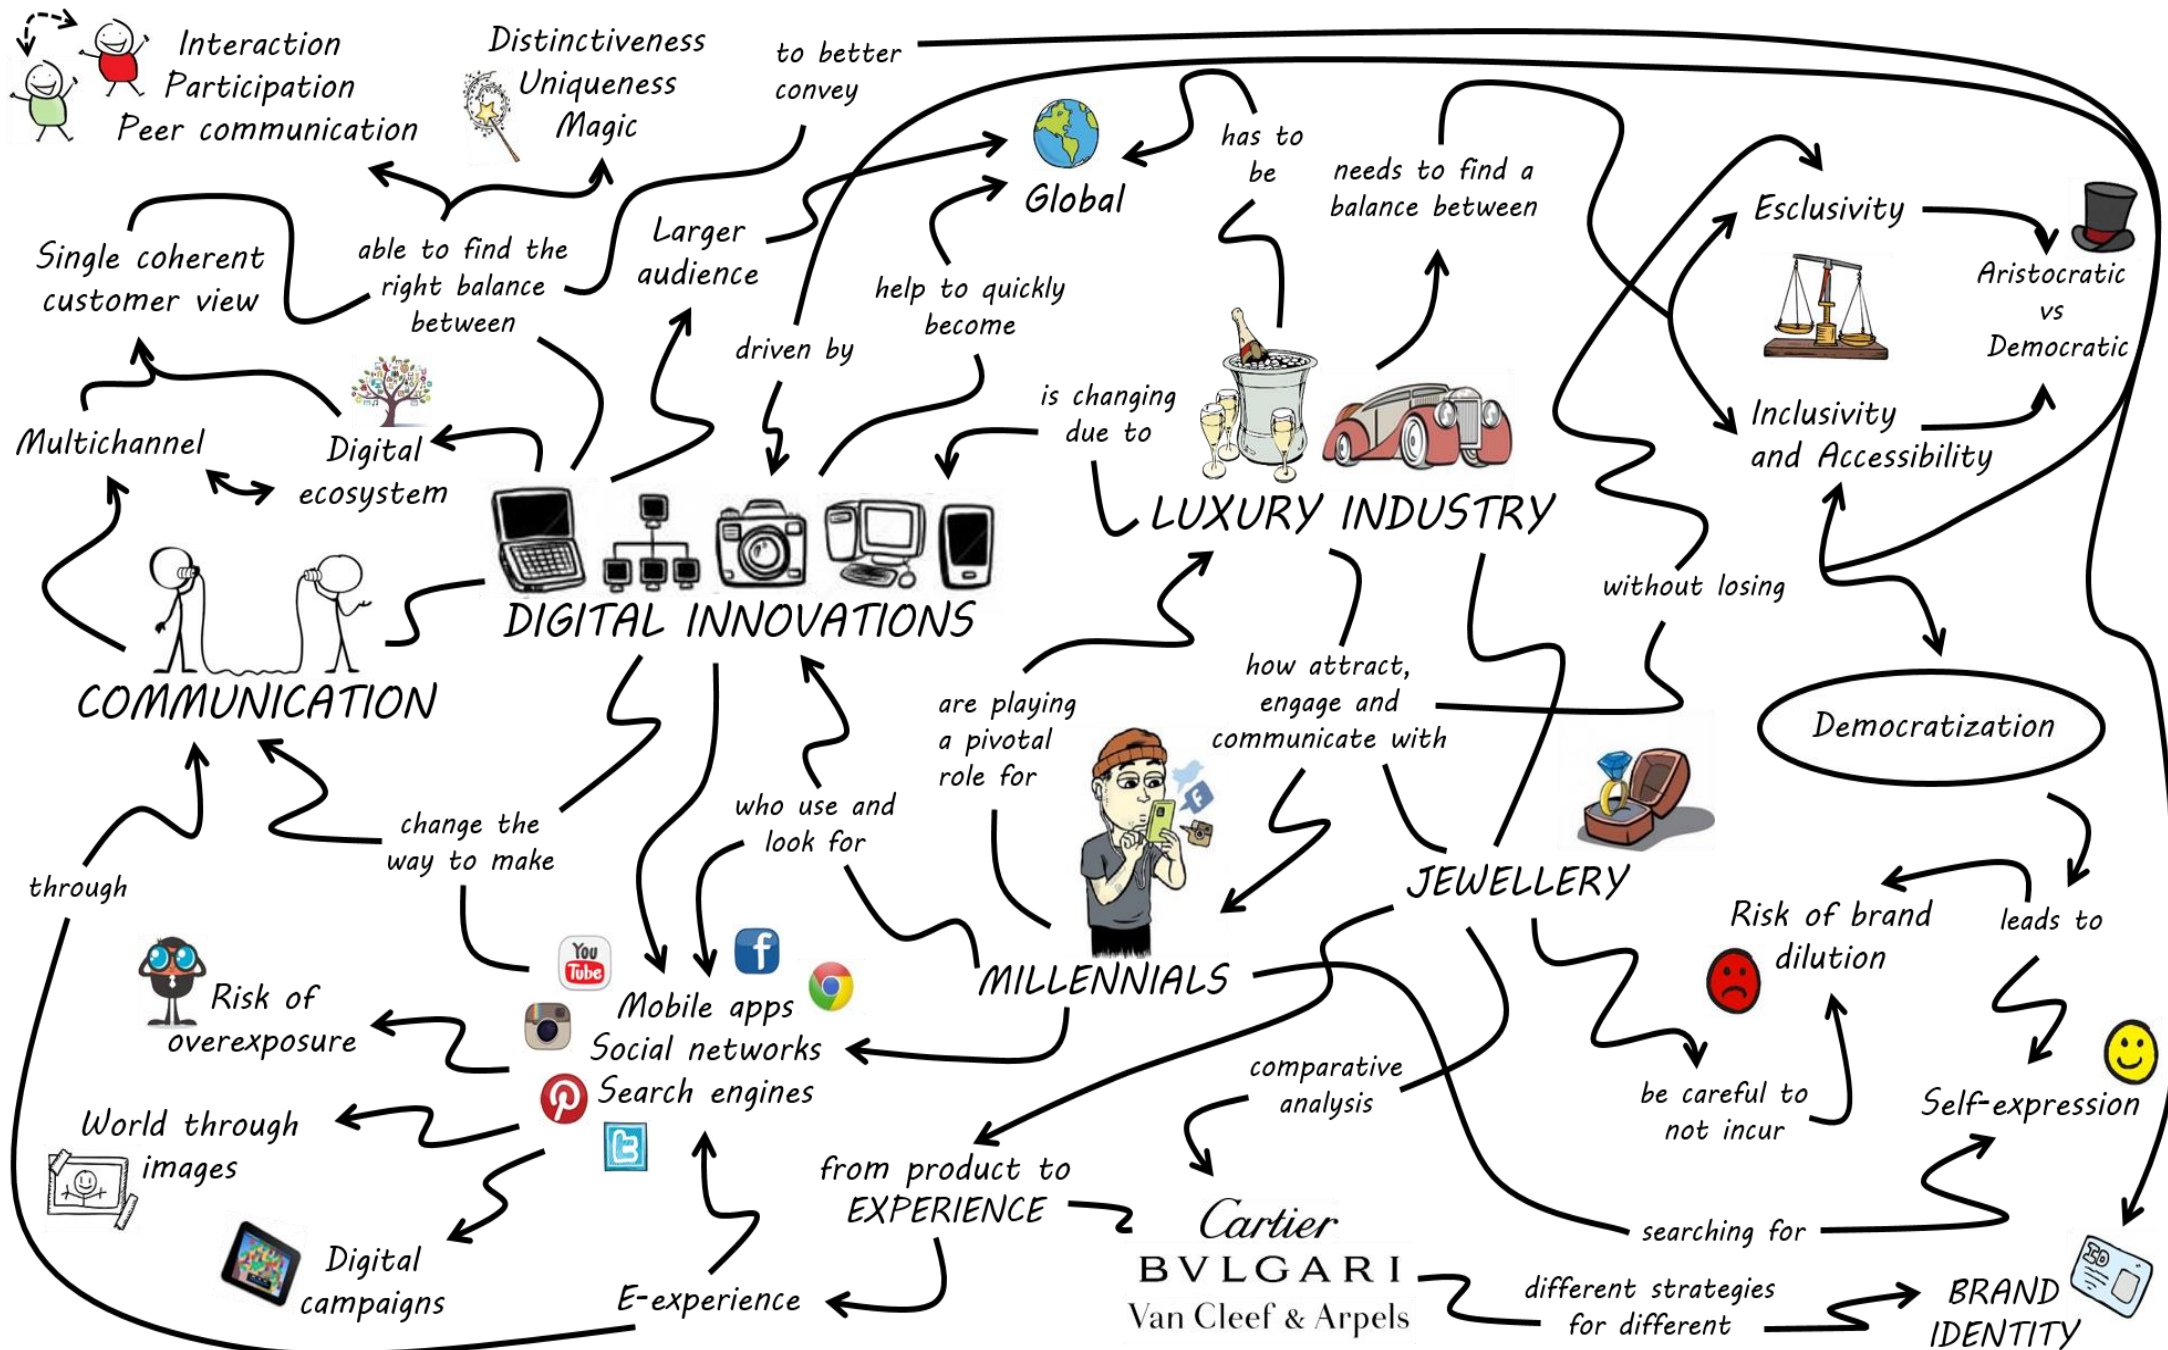 Interaction
Participation
Peer communication
Distinctiveness
Uniqueness
Magic
to better
convey
Global
has to
be
needs to find a
balance between
Esclusivity
Aristocratic
vs
Democratic
Inclusivity
and Accessibility
Single coherent
customer view
able to find the
right balance
between
Larger
audience
help to quickly
become
driven by
is changing
due to
Multichannel
Digital
ecosystem
LUXURY INDUSTRY
DIGITAL INNOVATIONS
COMMUNICATION
without losing
how attract,
engage and
communicate with
are playing
a pivotal
role for
Democratization
who use and
look for
change the
way to make
through
JEWELLERY
MILLENNIALS
Risk of brand
dilution
leads to
Risk of
overexposure
You
Tube
f
f
Mobile apps
Social networks
Search engines
World through
images
Digital
campaigns
comparative
analysis
be careful to
not incur
Self-expression
from product to
EXPERIENCE
E-experience
Cartier
BVLGARI
Van Cleef & Arpels
searching for
different strategies
for different
ID
BRAND
IDENTITY